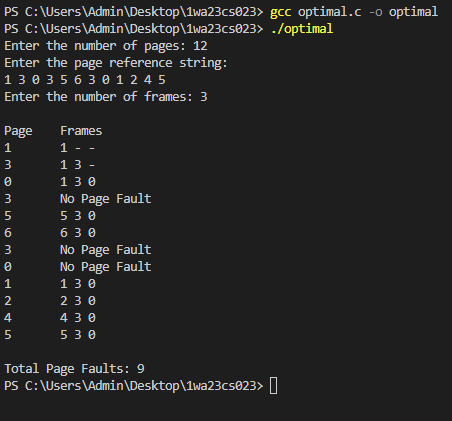 PS C:\Users\Admin\Desktop\1wa23cs023> gcc optimal.c -o optimal
PS C:\Users\Admin\Desktop\1wa23cs023> ./optimal
Enter the number of pages: 12
Enter the page reference string:
1 3 0 3 5 6 3 0 1 2 4 5
Enter the number of frames: 3

Page    Frames
1       1 - -
3       1 3 -
0       1 3 0
3       No Page Fault
5       5 3 0
6       6 3 0
3       No Page Fault
0       No Page Fault
1       1 3 0
2       2 3 0
4       4 3 0
5       5 3 0

Total Page Faults: 9
PS C:\Users\Admin\Desktop\1wa23cs023>